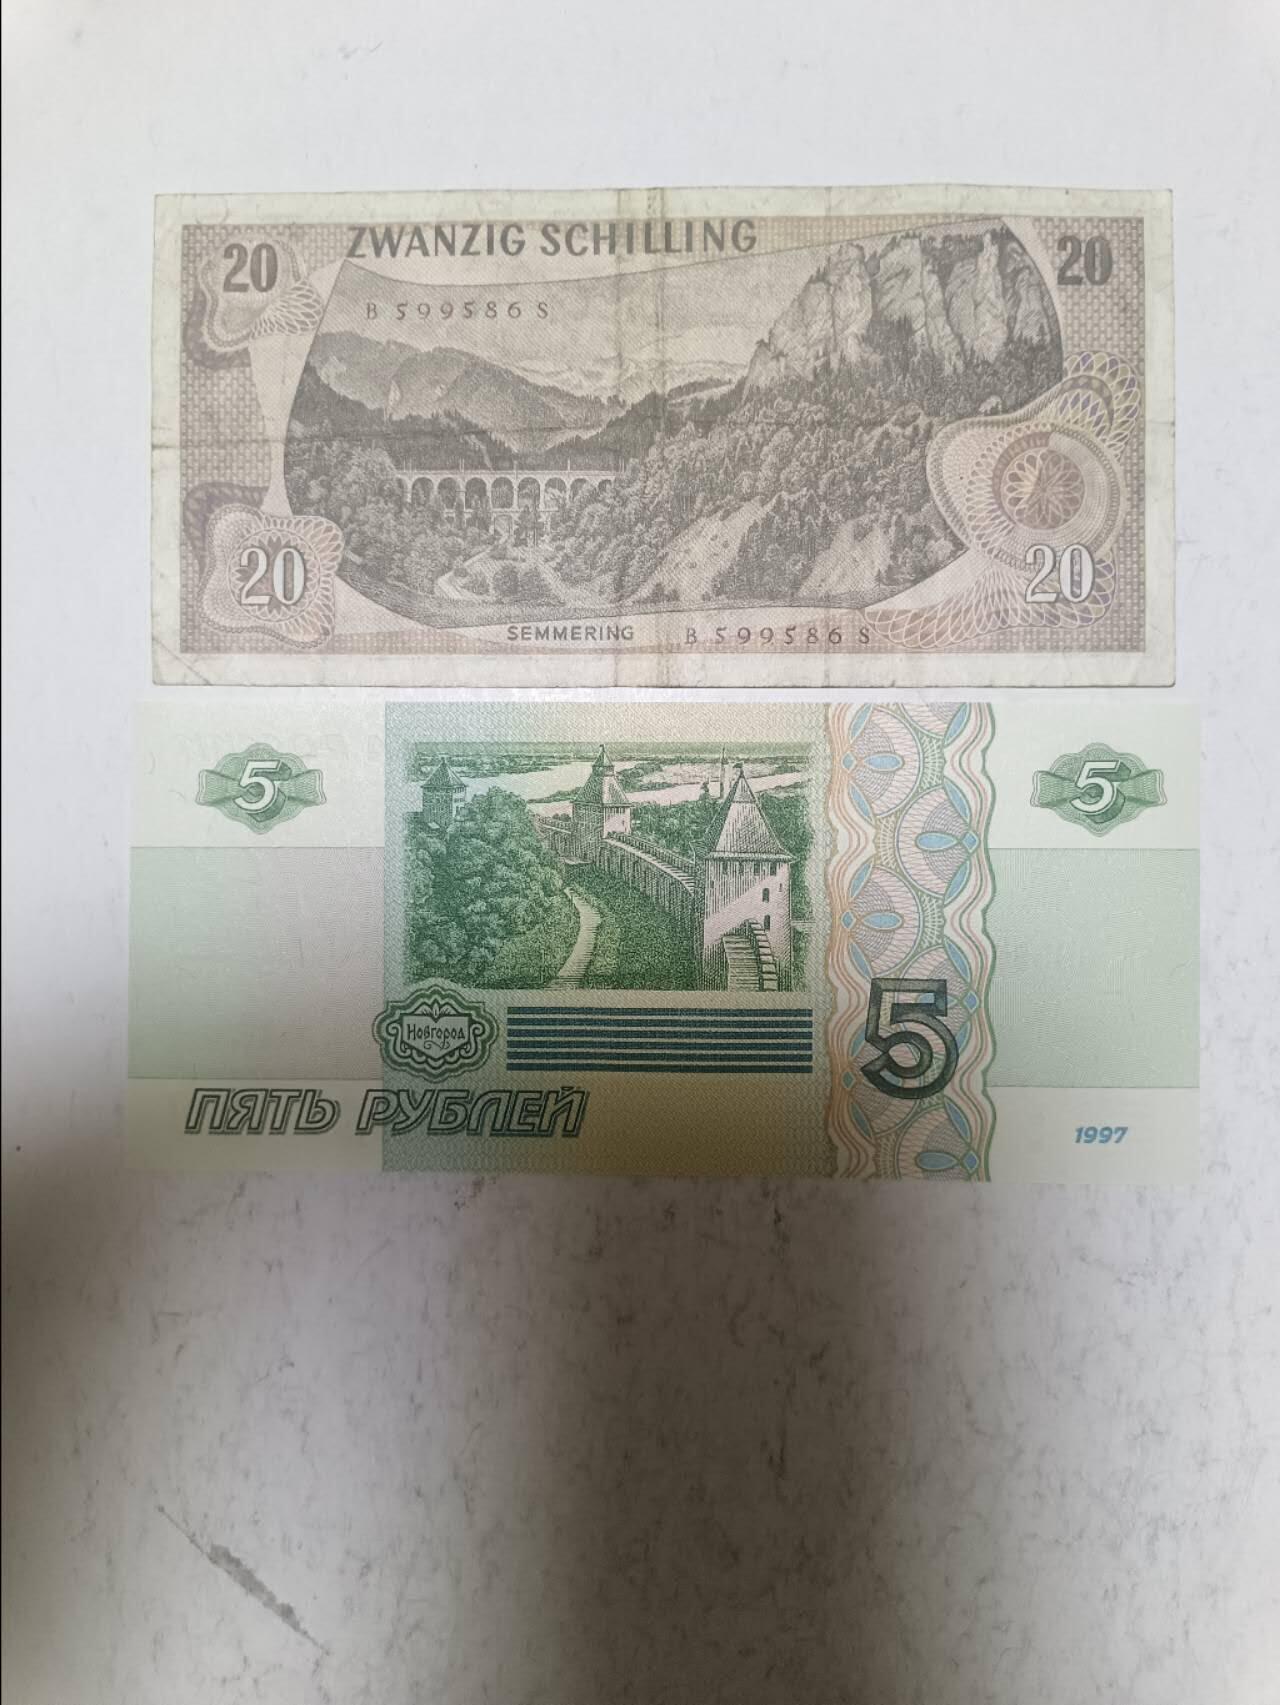 20 ZWANZIG SCHILLING 20
B 599586 S
20 20
SEMMERING B 599586 S
5 5
Новгород
5
ПЯТЬ РУБЛЕЙ
1997